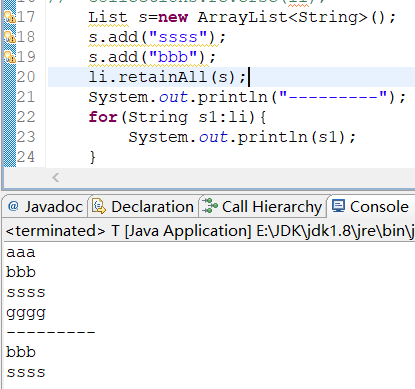 //   Collections.reverse(li);
17 List s=new ArrayList<String>();
18 s.add("ssss");
19 s.add("bbb");
20 li.retainAll(s);
21 System.out.println("---------");
22 for(String s1:li){
23 System.out.println(s1);
24 }
@ Javadoc Declaration Call Hierarchy Console
<terminated> T [Java Application] E:\JDK\jdk1.8\jre\bin\j
aaa
bbb
ssss
gggg
---------
bbb
ssss